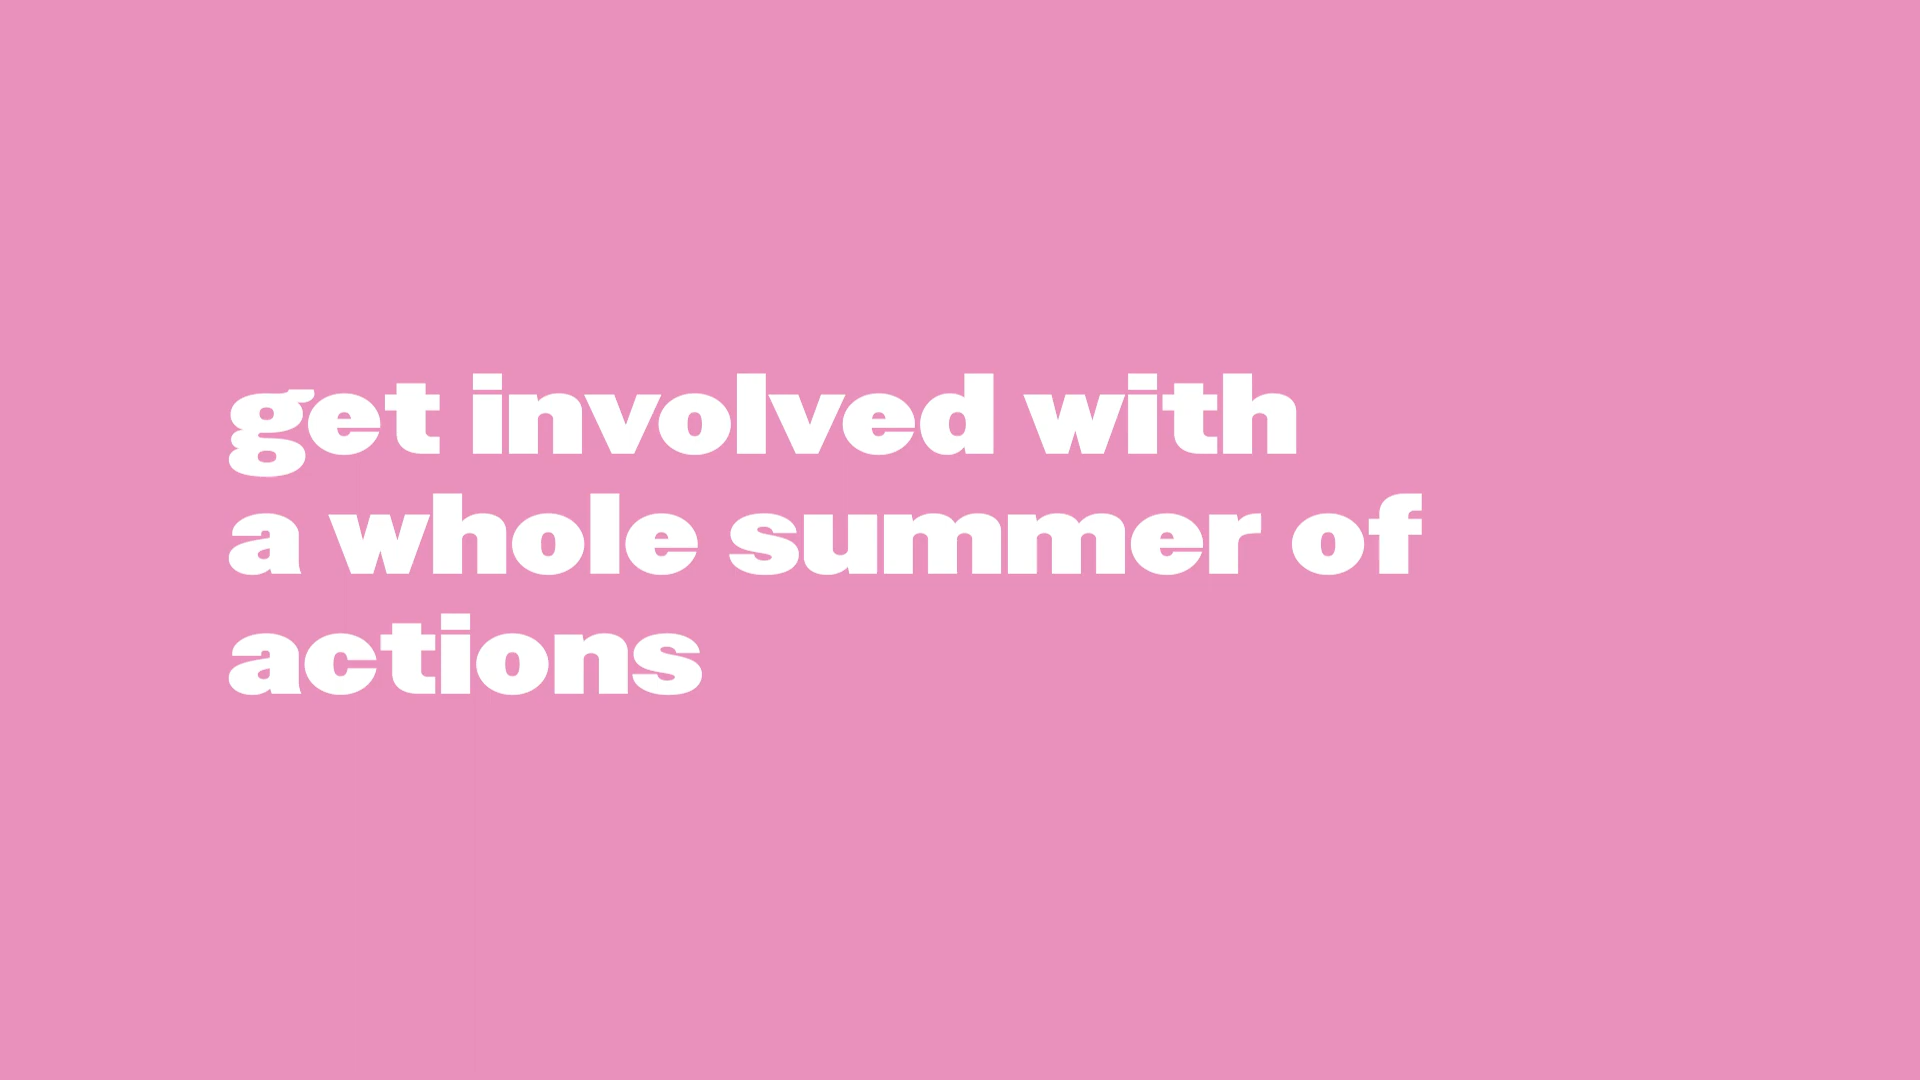 get involved with
a whole summer of
actions